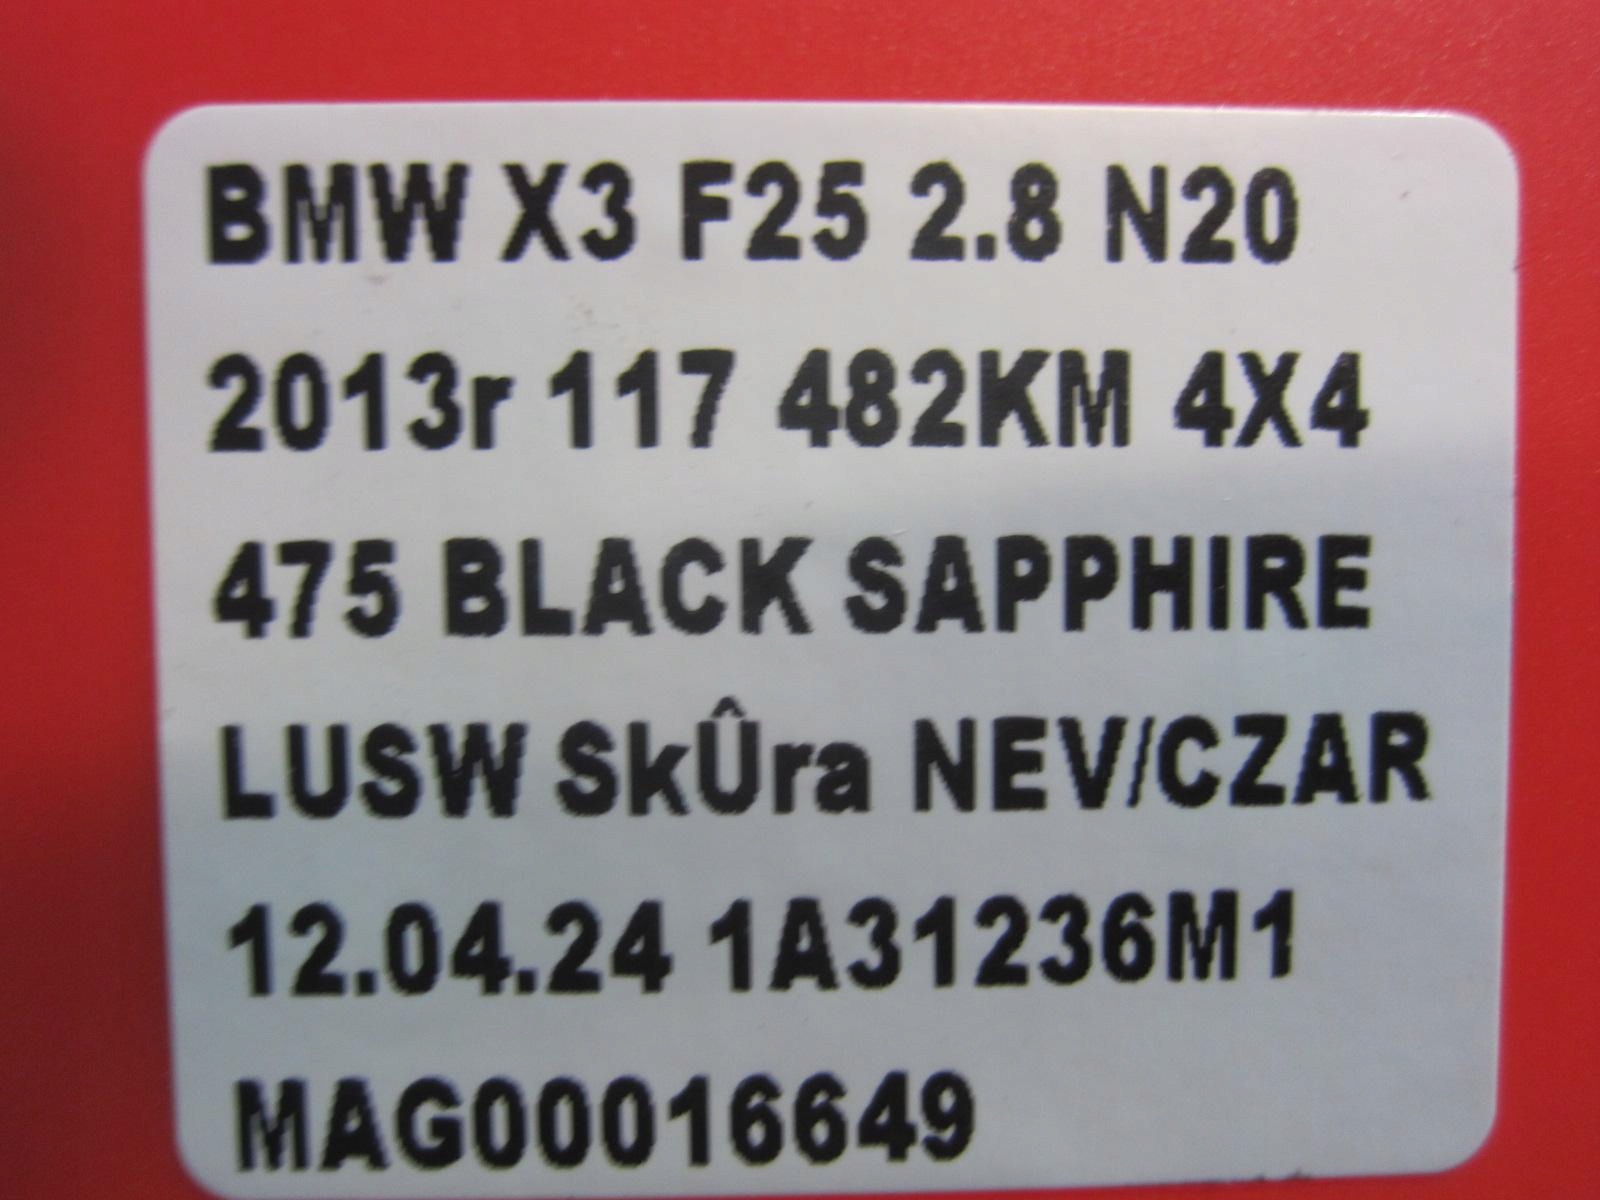 BMW X3 F25 2.8 N20
2013r 117 482KM 4X4
475 BLACK SAPPHIRE
LUSW SkÛra NEV/CZAR
12.04.24 1A31236M1
MAG00016649